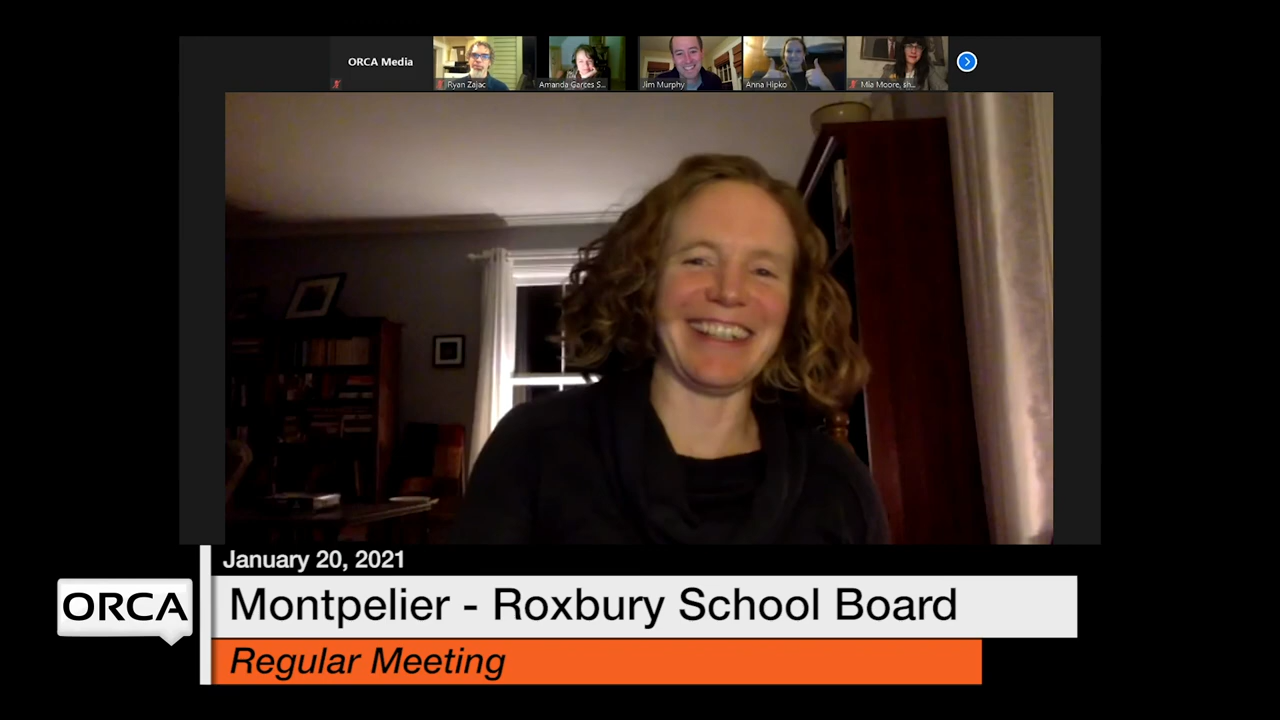 ORCA Media
Ryan Zajac
Amanda Garces S...
Jim Murphy
Anna Hipko
Mia Moore, sh...
January 20, 2021
ORCA
Montpelier - Roxbury School Board
Regular Meeting